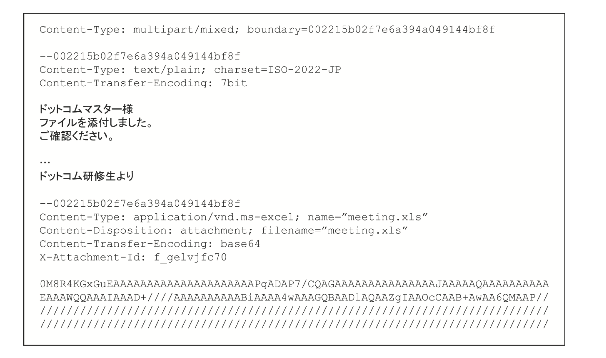 Content-Type: multipart/mixed; boundary=002215b02f7e6a394a049144bf8f
--002215b02f7e6a394a049144bf8f
Content-Type: text/plain; charset=ISO-2022-JP
Content-Transfer-Encoding: 7bit
ドットコムマスター様
ファイルを添付しました。
ご確認ください。
...
ドットコム研修生より
--002215b02f7e6a394a049144bf8f
Content-Type: application/vnd.ms-excel; name=”meeting.xls”
Content-Disposition: attachment; filename=”meeting.xls”
Content-Transfer-Encoding: base64
X-Attachment-Id: f_gelvjfc70
0M8R4KGxGuEAAAAAAAAAAAAAAAAAAAAAPgADAP7/CQAGAAAAAAAAAAAAAAAJAAAAAQAAAAAAAAAA
EAAAWQQAAAIAAAD+////AAAAAAAAAABiAAAA4wAAAGQBAADlAQAAZgIAAOcCAAB+AwAA6QMAAP//
////////////////////////////////////////////////////////////////////////////
////////////////////////////////////////////////////////////////////////////